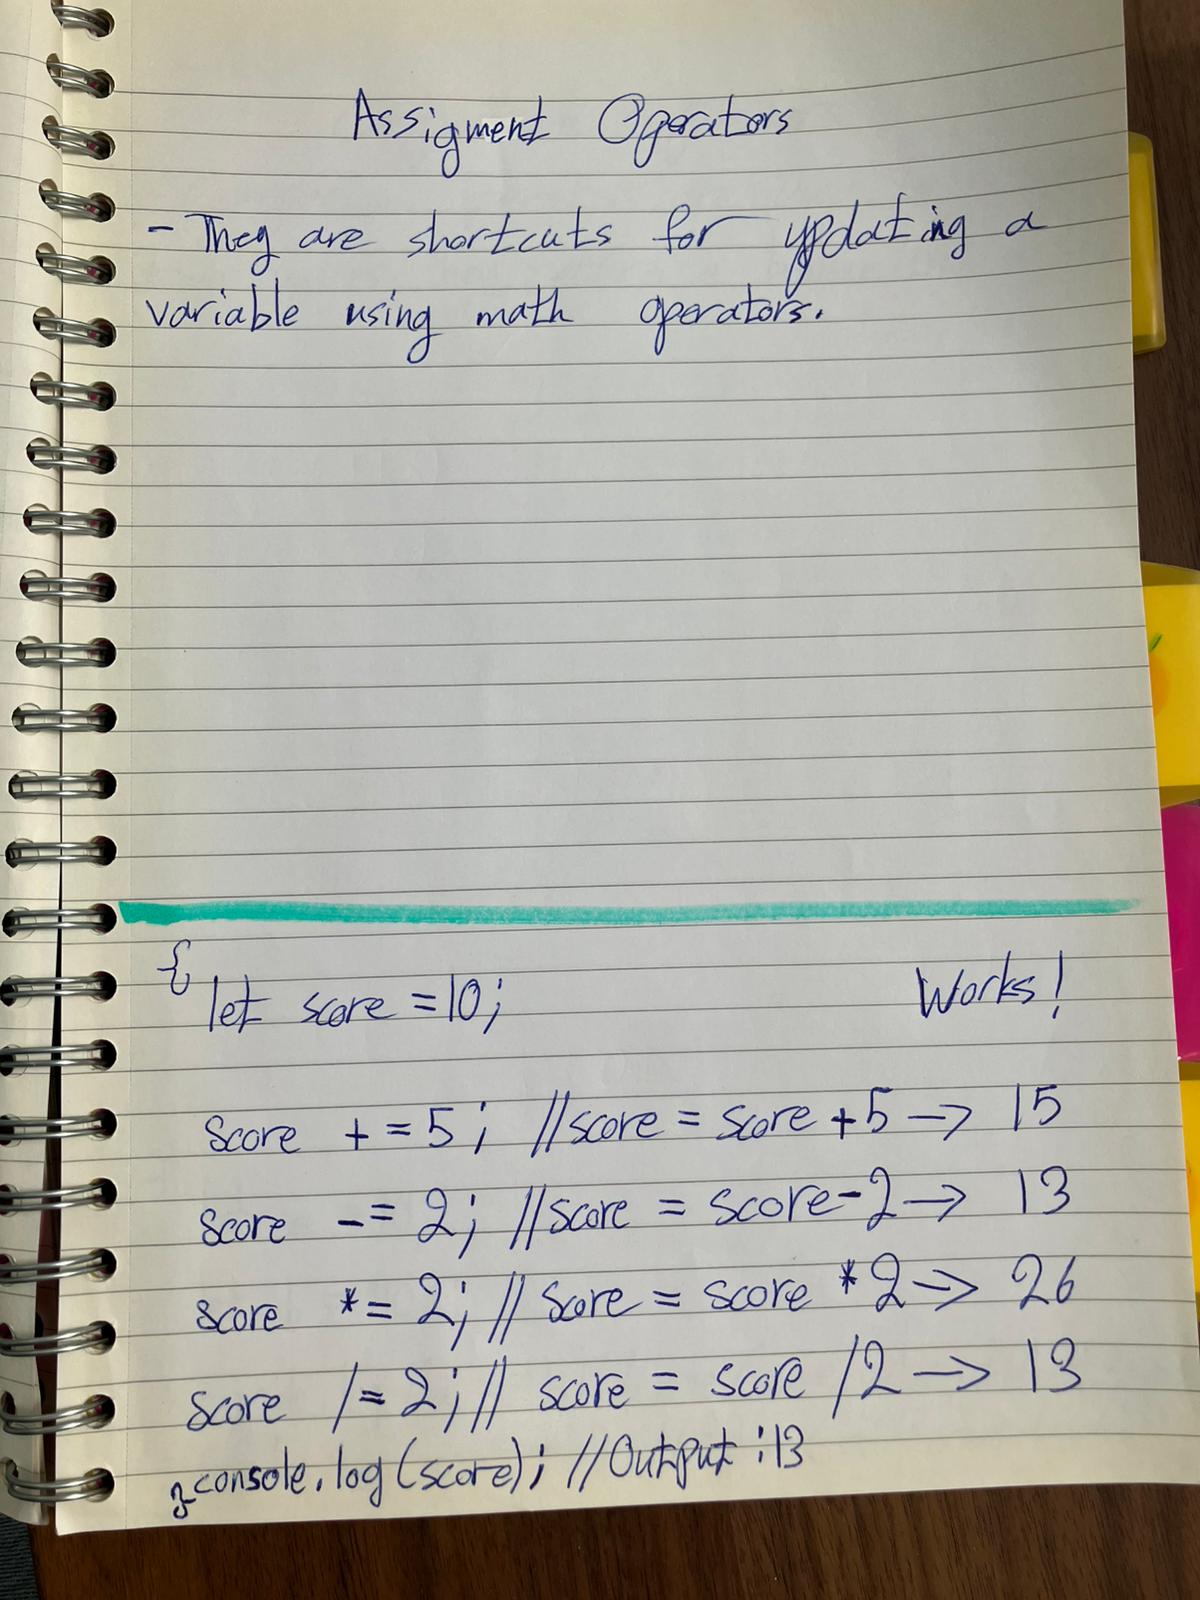 Assigment Operators
- They are shortcuts for updating a
variable using math operators.
{
let score = 10; Works!
score += 5; //score = score +5 -> 15
score -= 2; //score = score-2 -> 13
score *= 2; // score = score *2 -> 26
score /= 2; // score = score /2 -> 13
}console.log(score); //Output : 13